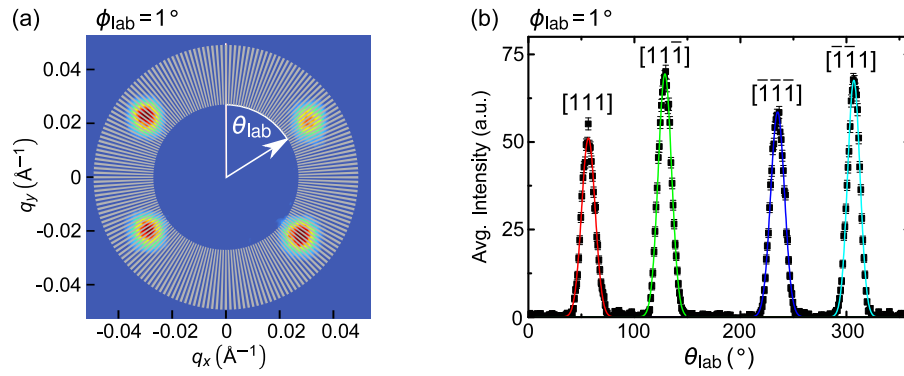 (a)
ϕlab = 1°
0.04
0.02
0
-0.02
-0.04
qy (Å⁻¹)
θlab
-0.04 -0.02 0 0.02 0.04
qx (Å⁻¹)
(b)
ϕlab = 1°
75
50
25
0
Avg. Intensity (a.u.)
[111]
[111̄]
[1̄1̄1̄]
[1̄1̄1]
0 100 200 300
θlab (°)